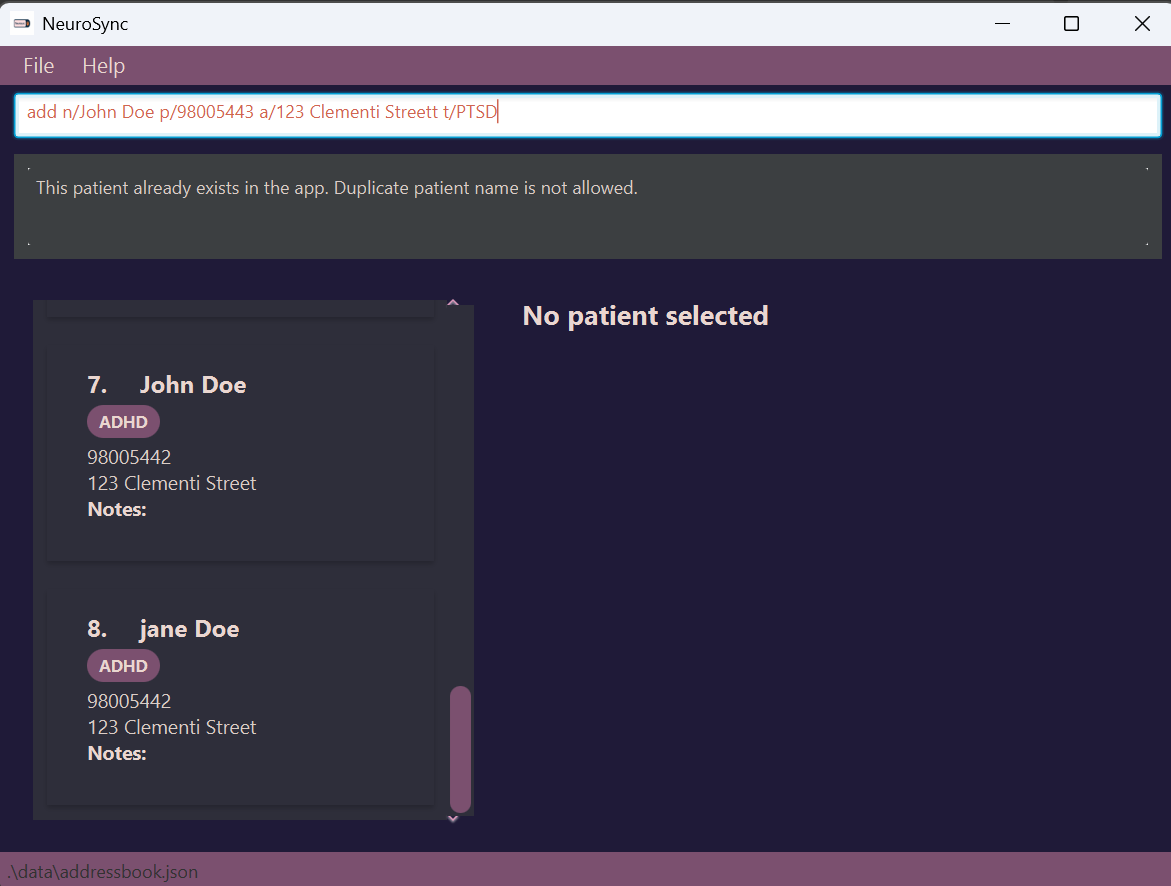 NeuroSync
File Help
add n/John Doe p/98005443 a/123 Clementi Streett t/PTSD
This patient already exists in the app. Duplicate patient name is not allowed.
No patient selected
7. John Doe
ADHD
98005442
123 Clementi Street
Notes:
8. jane Doe
ADHD
98005442
123 Clementi Street
Notes:
.\data\addressbook.json